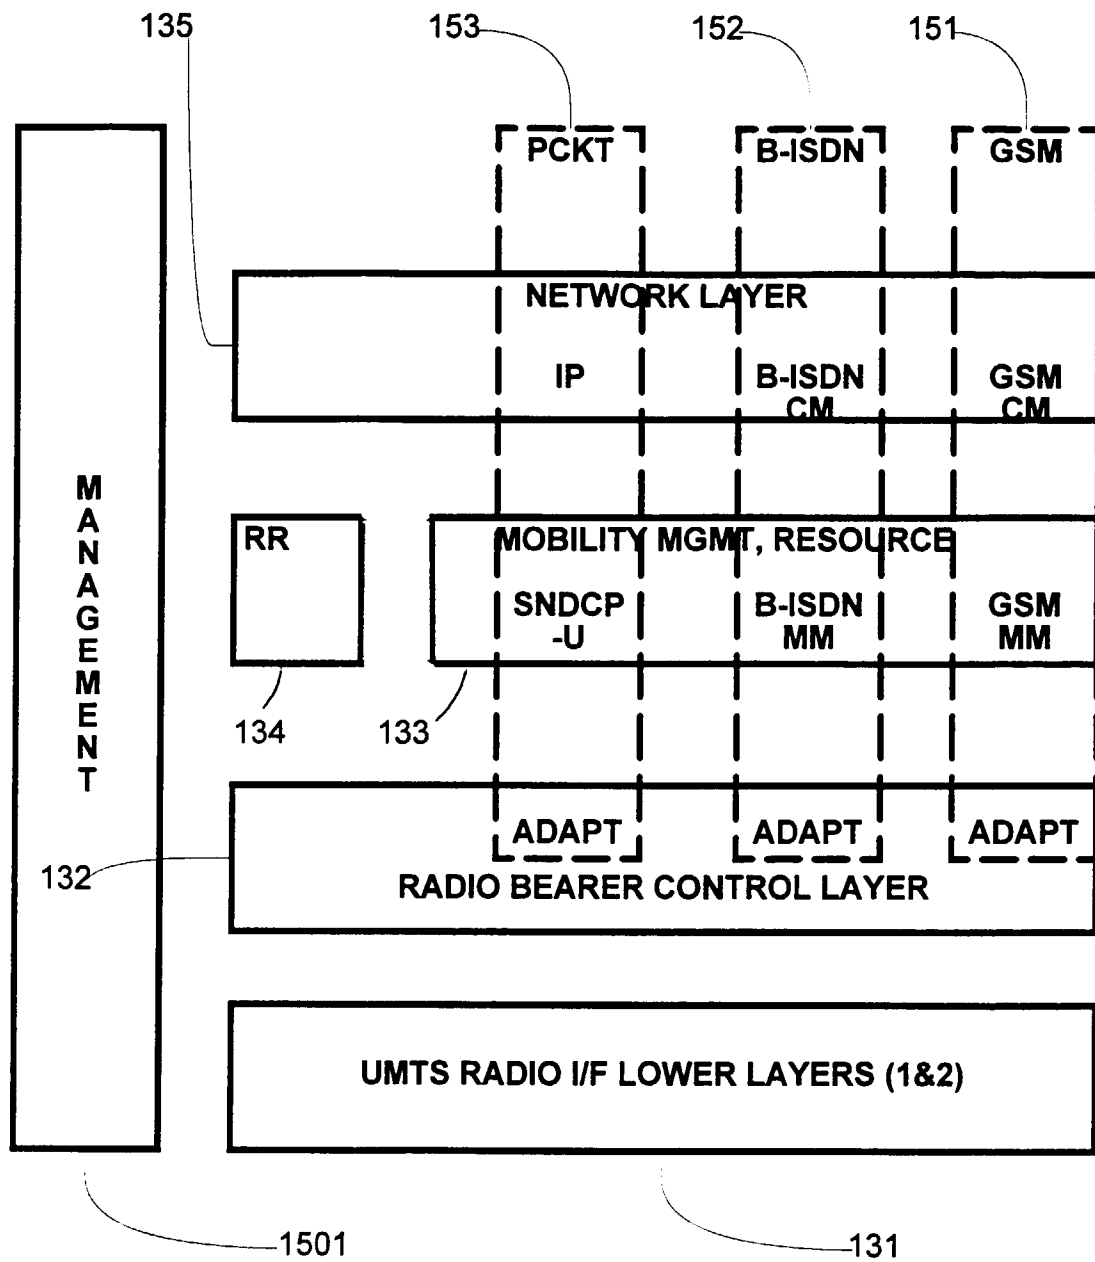 135
153
152
151
PCKT
B-ISDN
GSM
NETWORK LAYER
IP
B-ISDN
CM
GSM
CM
MANAGEMENT
RR
MOBILITY MGMT, RESOURCE
SNDCP
-U
B-ISDN
MM
GSM
MM
134
133
ADAPT
ADAPT
ADAPT
132
RADIO BEARER CONTROL LAYER
UMTS RADIO I/F LOWER LAYERS (1&2)
1501
131